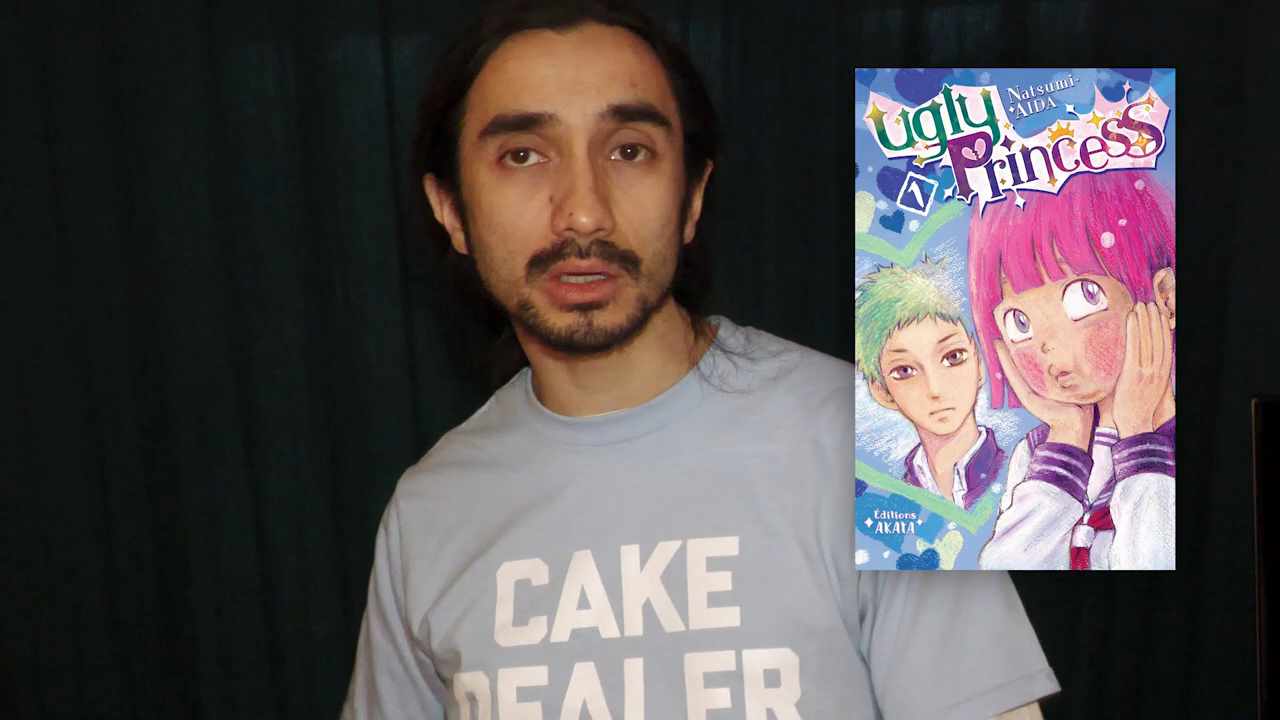 CAKE
DEALER
Ugly
Natsumi
AIDA
Princess
1
Éditions
AKATA